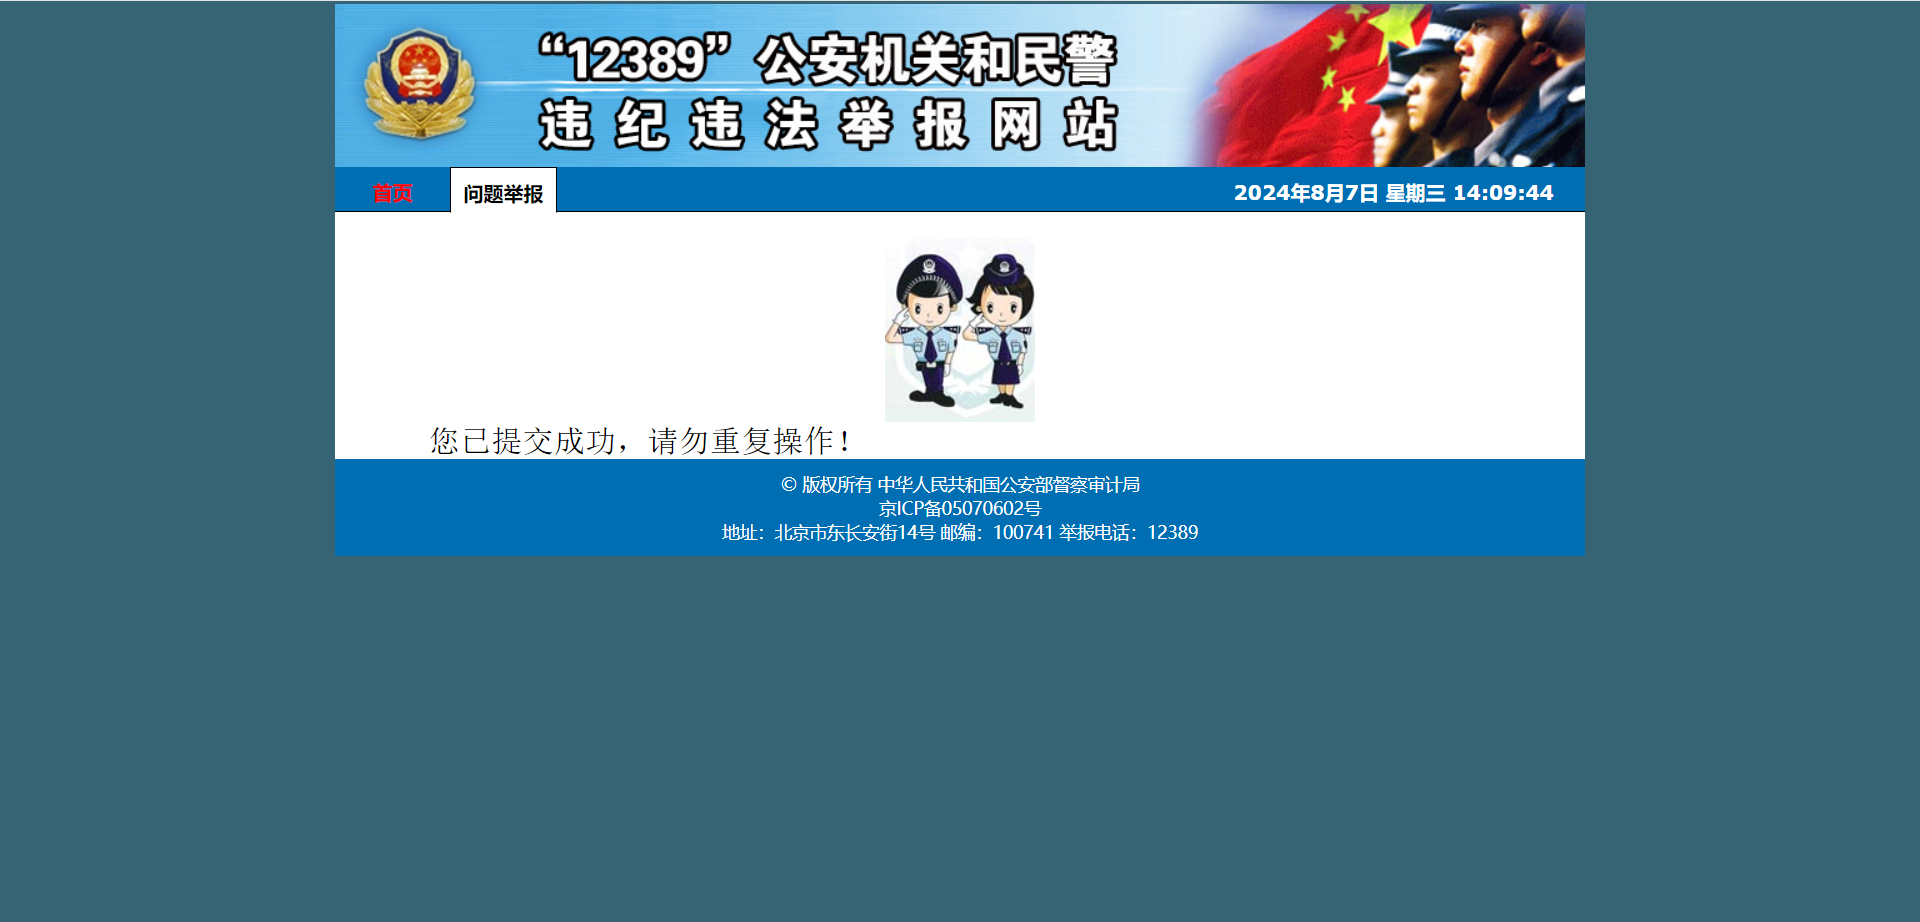 “12389”公安机关和民警
违纪违法举报网站
首页 问题举报 2024年8月7日 星期三 14:09:44
您已提交成功，请勿重复操作！
© 版权所有 中华人民共和国公安部督察审计局
京ICP备05070602号
地址：北京市东长安街14号 邮编：100741 举报电话：12389